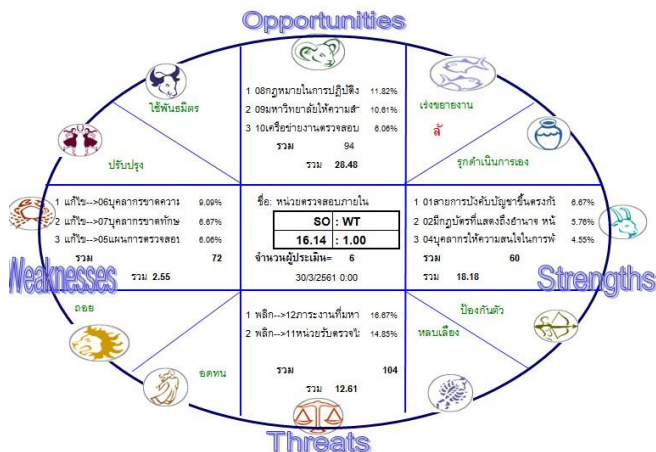 Opportunities
1 08กฎหมายในการปฏิบัติง 11.82%
2 09มหาวิทยาลัยให้ความสำ 10.61%
3 10เครือข่ายงานตรวจสอบ 6.06%
รวม 94
รวม 28.48
ใช้พันธมิตร
ปรับปรุง
เร่งขยายงาน
รุกดำเนินการเอง
1 แก้ไข-->06บุคลากรขาดความ 9.09%
2 แก้ไข-->07บุคลากรขาดทักษ 6.67%
3 แก้ไข-->05แผนการตรวจสอบ 6.06%
รวม 72
รวม 2.55
Weaknesses
ชื่อ: หน่วยตรวจสอบภายใน
SO : WT
16.14 : 1.00
จำนวนผู้ประเมิน= 6
30/3/2561 0:00
1 01สายการบังคับบัญชาขึ้นตรงกับ 6.67%
2 02มีกฎบัตรที่แสดงถึงอำนาจ หน้ 5.76%
3 04บุคลากรให้ความสนใจในการพั 4.55%
รวม 60
รวม 18.18
Strengths
ถอย
อดทน
1 พลิก-->12ภาระงานที่มหา 16.67%
2 พลิก-->11หน่วยรับตรวจไม่ 14.85%
รวม 104
รวม 12.61
ป้องกันตัว
หลบเลี่ยง
Threats